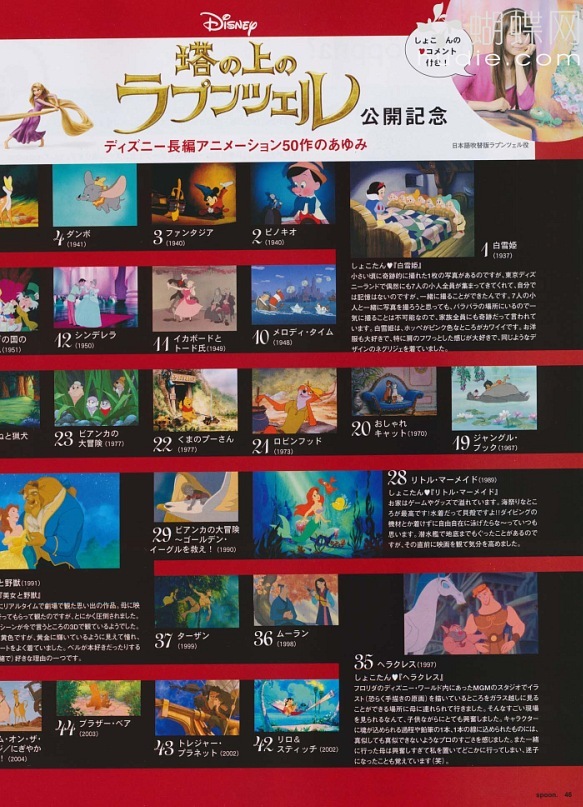 Disney
塔の上の
ラプンツェル
公開記念
ディズニー長編アニメーション50作のあゆみ
しょこたんの
♥コメント
付き!
蝴蝶网
日本語吹替版ラプンツェル役
4 ダンボ
(1941)
3 ファンタジア
(1940)
2 ピノキオ
(1940)
1 白雪姫
(1937)
しょこたん♥『白雪姫』
小さい頃に奇跡的に撮れた1枚の写真があるのですが、東京ディズ
ニーランドで偶然にも7人の小人全員が集まってきてくれて、自分で
は記憶はないのですが、一緒に撮ることができたんです。7人の小
人と一緒に写真を撮ろうと思っても、バラバラの場所にいるので一
気に撮ることは不可能なので、家族全員にも奇跡だって言われて
います。白雪姫は、ホッペがピンク色なところがカワイイです。お洋
服も大好きで、特に肩のフワっとした感じが大好きで、同じようなデ
ザインのネグリジェを着ていました。
の国の
(1951)
12 シンデレラ
(1950)
11 イカボードと
トード氏(1949)
10 メロディ・タイム
(1948)
ねと猟犬
23 ビアンカの
大冒険 (1977)
22 くまのプーさん
(1977)
21 ロビンフッド
(1973)
20 おしゃれ
キャット(1970)
19 ジャングル・
ブック(1967)
29 ビアンカの大冒険
〜ゴールデン・
イーグルを救え! (1990)
28 リトル・マーメイド(1989)
しょこたん♥『リトル・マーメイド』
お家はゲームやグッズで溢れています。海祭りなとこ
ろが最高です!水着だって貝殻ですよ!!ダイビングの
機材とか着けずに自由自在に泳げたらな〜っていつも
思います。潜水艦で地底までもぐったことがあるので
すが、その直前に映画を観て気分を高めました。
と野獣(1991)
『美女と野獣』
にリアルタイムで劇場で観た思い出の作品。母に映
行ってもらって観たのですが、とにかく圧倒されました。
シーンが今で言うところの3Dで観ているようでした。
黄色ですが、黄金に輝いているように見えて憧れ、
ートをよく着ていました。ベルが本好きだったりする
)好きな理由の一つです。
37 ターザン
(1999)
36 ムーラン
(1998)
35 ヘラクレス(1997)
しょこたん♥『ヘラクレス』
フロリダのディズニー・ワールド内にあったMGMのスタジオでイラ
スト(恐らく手描きの原画)を描いているところをガラス越しに見る
ことができる場所に母に連れられて行きました。そんなすごい現場
を見られるなんて、子供ながらにとても興奮しました。キャラクター
に魂が込められる過程や鉛筆の1本、1本の線に込められたものには、
真似しても真似できないようなプロのすごさを感じました。また一緒
に行った母は興奮しすぎて私を置いてどこかに行ってしまい、迷子
になったことも覚えています(笑)。
ム・オン・ザ・
ジ/にぎやか
!(2004)
44 ブラザー・ベア
(2003)
43 トレジャー・
プラネット (2002)
42 リロ&
スティッチ (2002)
spoon. 49